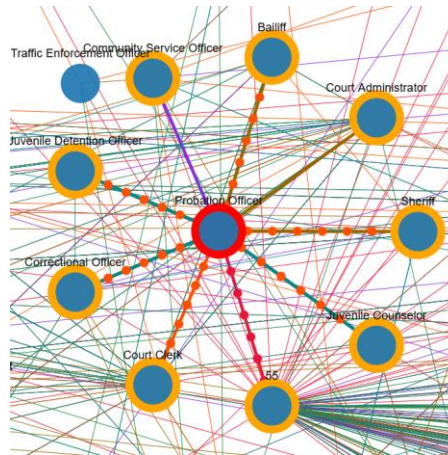 Bailiff
Community Service Officer
Traffic Enforcement Officer
Court Administrator
Juvenile Detention Officer
Probation Officer
Sheriff
Correctional Officer
Juvenile Counselor
Court Clerk
55